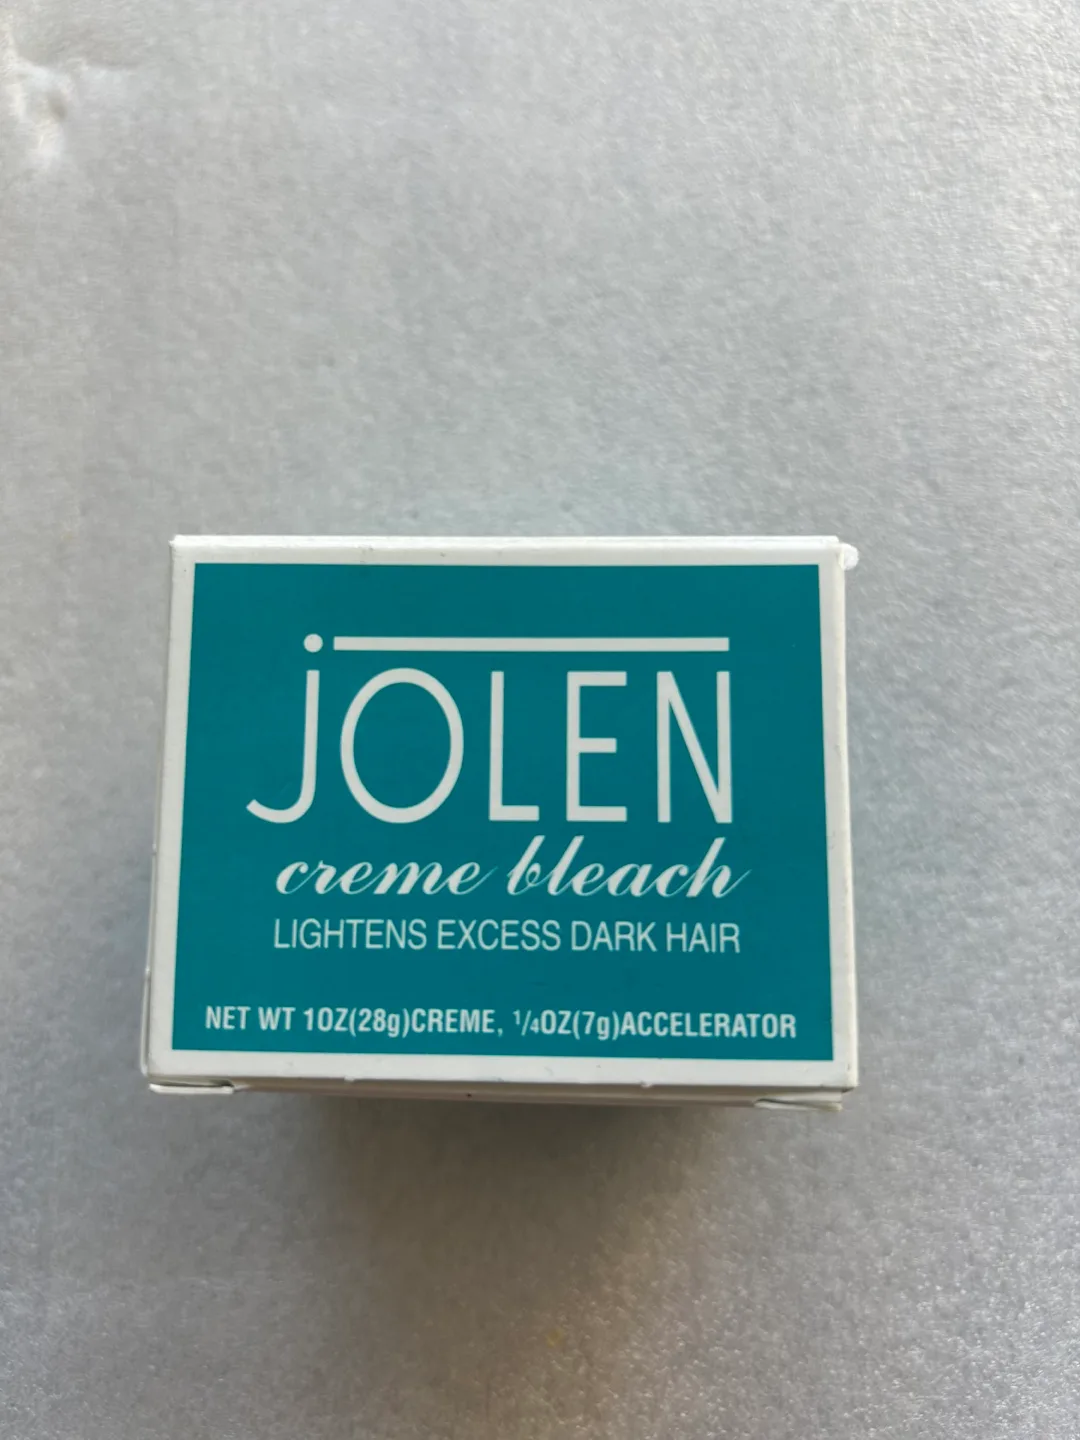 jOLEN
creme bleach
LIGHTENS EXCESS DARK HAIR
NET WT 1OZ(28g)CREME, 1/4OZ(7g)ACCELERATOR